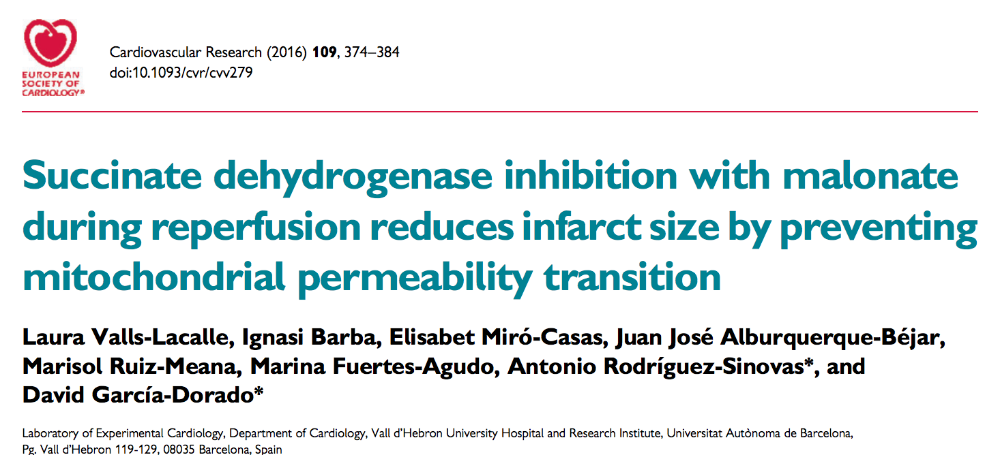 EUROPEAN
SOCIETY OF
CARDIOLOGY®
Cardiovascular Research (2016) 109, 374–384
doi:10.1093/cvr/cvv279
Succinate dehydrogenase inhibition with malonate
during reperfusion reduces infarct size by preventing
mitochondrial permeability transition
Laura Valls-Lacalle, Ignasi Barba, Elisabet Miró-Casas, Juan José Alburquerque-Béjar,
Marisol Ruiz-Meana, Marina Fuertes-Agudo, Antonio Rodríguez-Sinovas*, and
David García-Dorado*
Laboratory of Experimental Cardiology, Department of Cardiology, Vall d’Hebron University Hospital and Research Institute, Universitat Autònoma de Barcelona,
Pg. Vall d’Hebron 119-129, 08035 Barcelona, Spain